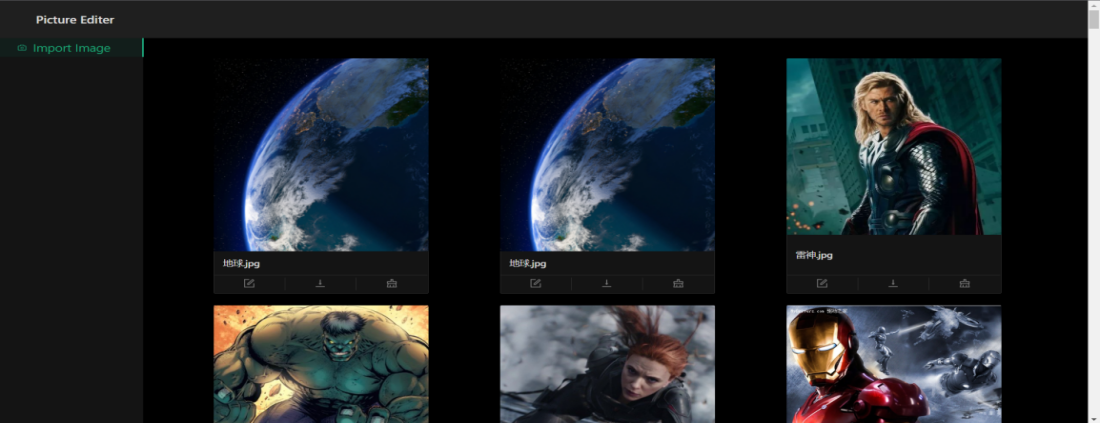 Picture Editer
Import Image
地球.jpg
地球.jpg
雷神.jpg